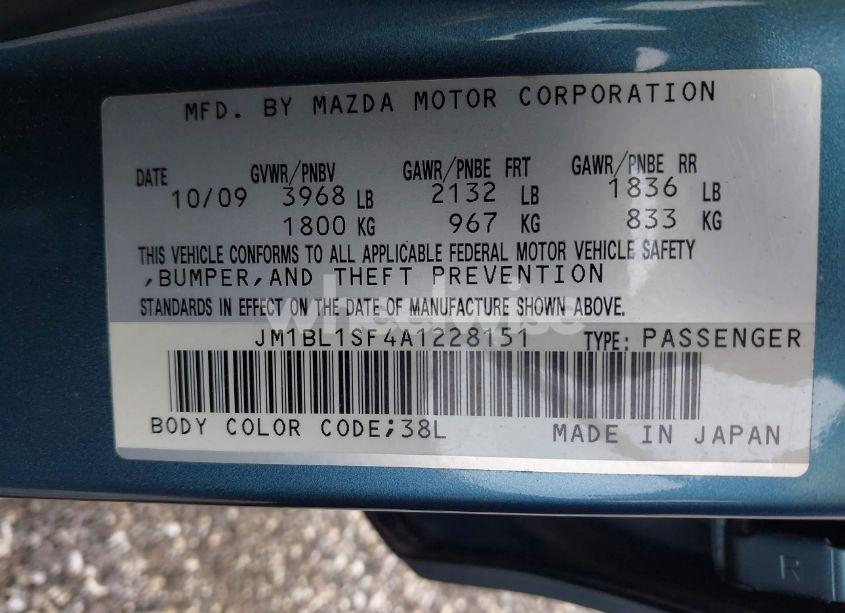 MFD. BY MAZDA MOTOR CORPORATION
DATE GVWR/PNBV GAWR/PNBE FRT GAWR/PNBE RR
10/09 3968 LB 2132 LB 1836 LB
1800 KG 967 KG 833 KG
THIS VEHICLE CONFORMS TO ALL APPLICABLE FEDERAL MOTOR VEHICLE SAFETY
,BUMPER,AND THEFT PREVENTION
STANDARDS IN EFFECT ON THE DATE OF MANUFACTURE SHOWN ABOVE.
JM1BL1SF4A1228151 TYPE: PASSENGER
BODY COLOR CODE;38L MADE IN JAPAN
R